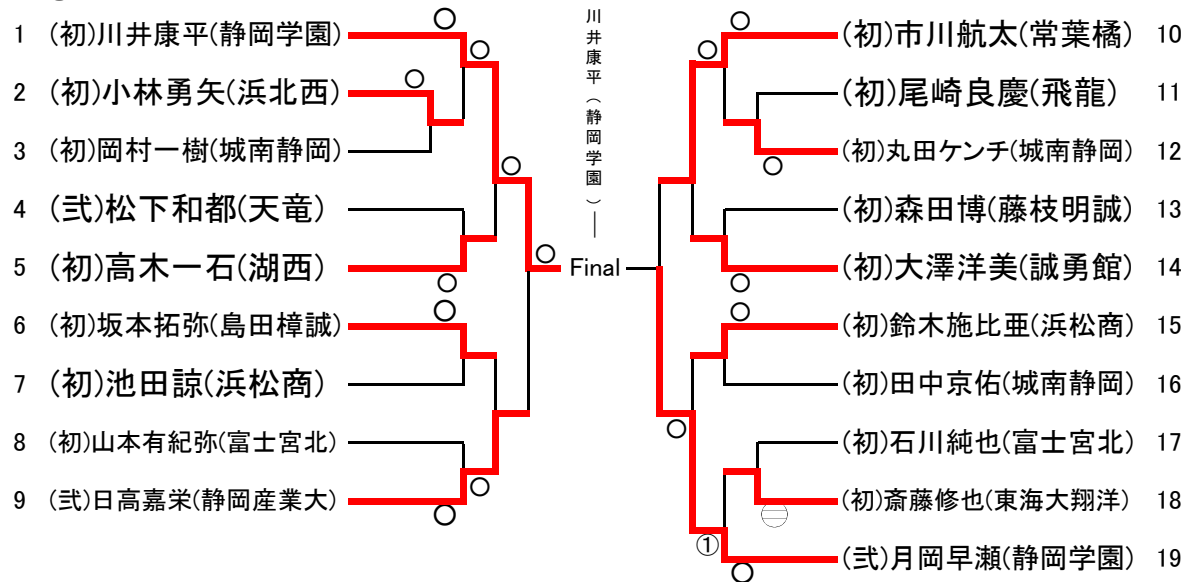 1 (初)川井康平(静岡学園)
2 (初)小林勇矢(浜北西)
3 (初)岡村一樹(城南静岡)
4 (弐)松下和都(天竜)
5 (初)高木一石(湖西)
6 (初)坂本拓弥(島田樟誠)
7 (初)池田諒(浜松商)
8 (初)山本有紀弥(富士宮北)
9 (弐)日高嘉栄(静岡産業大)
川井康平(静岡学園)
Final
(初)市川航太(常葉橘) 10
(初)尾崎良慶(飛龍) 11
(初)丸田ケンチ(城南静岡) 12
(初)森田博(藤枝明誠) 13
(初)大澤洋美(誠勇館) 14
(初)鈴木施比亜(浜松商) 15
(初)田中京佑(城南静岡) 16
(初)石川純也(富士宮北) 17
(初)斎藤修也(東海大翔洋) 18
①
(弐)月岡早瀬(静岡学園) 19